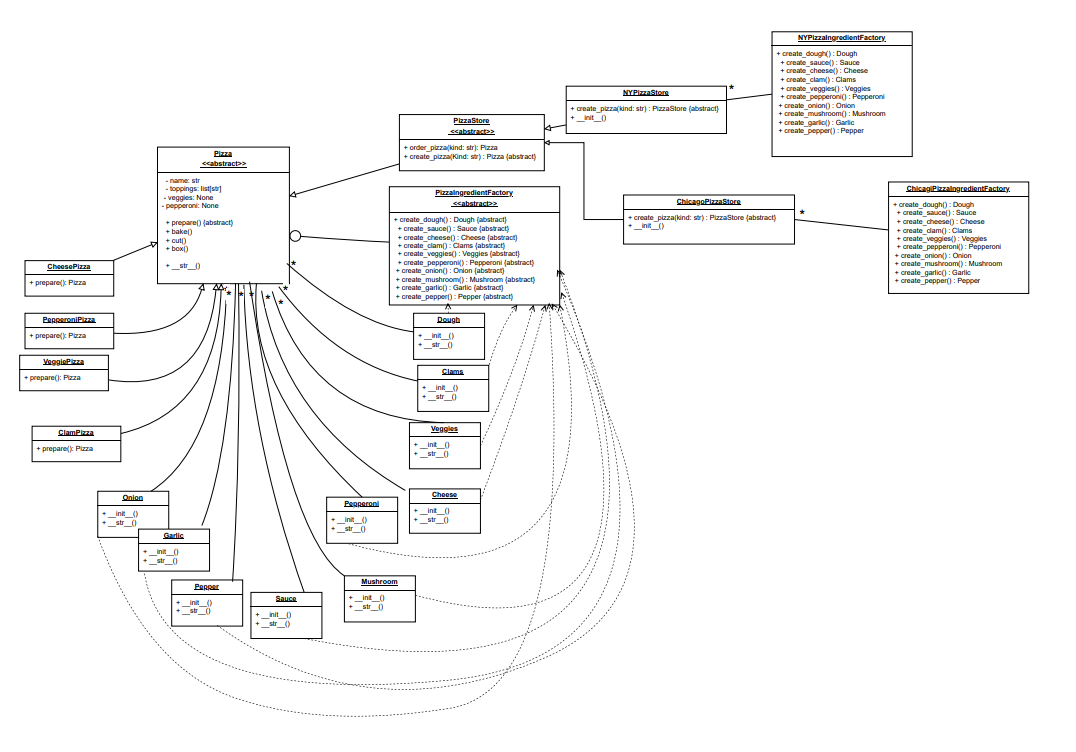 NYPizzaIngredientFactory
+ create_dough() : Dough
+ create_sauce() : Sauce
+ create_cheese() : Cheese
+ create_clam() : Clams
+ create_veggies() : Veggies
+ create_pepperoni() : Pepperoni
+ create_onion() : Onion
+ create_mushroom() : Mushroom
+ create_garlic() : Garlic
+ create_pepper() : Pepper
NYPizzaStore
+ create_pizza(kind: str) : PizzaStore {abstract}
+ __init__()
*
PizzaStore
<<abstract>>
+ order_pizza(kind: str): Pizza
+ create_pizza(Kind: str) : Pizza {abstract}
Pizza
<<abstract>>
- name: str
- toppings: list[str]
- veggies: None
- pepperoni: None
+ prepare() {abstract}
+ bake()
+ cut()
+ box()
+ __str__()
PizzaIngredientFactory
<<abstract>>
+ create_dough() : Dough {abstract}
+ create_sauce() : Sauce {abstract}
+ create_cheese() : Cheese {abstract}
+ create_clam() : Clams {abstract}
+ create_veggies() : Veggies {abstract}
+ create_pepperoni() : Pepperoni {abstract}
+ create_onion() : Onion {abstract}
+ create_mushroom() : Mushroom {abstract}
+ create_garlic() : Garlic {abstract}
+ create_pepper() : Pepper {abstract}
ChicagoPizzaStore
+ create_pizza(kind: str) : PizzaStore {abstract}
+ __init__()
*
ChicagiPizzaIngredientFactory
+ create_dough() : Dough
+ create_sauce() : Sauce
+ create_cheese() : Cheese
+ create_clam() : Clams
+ create_veggies() : Veggies
+ create_pepperoni() : Pepperoni
+ create_onion() : Onion
+ create_mushroom() : Mushroom
+ create_garlic() : Garlic
+ create_pepper() : Pepper
CheesePizza
+ prepare(): Pizza
PepperoniPizza
+ prepare(): Pizza
VeggiePizza
+ prepare(): Pizza
ClamPizza
+ prepare(): Pizza
*
* * * * * *
*
Dough
+ __init__()
+ __str__()
Clams
+ __init__()
+ __str__()
Veggies
+ __init__()
+ __str__()
Cheese
+ __init__()
+ __str__()
Pepperoni
+ __init__()
+ __str__()
Onion
+ __init__()
+ __str__()
Garlic
+ __init__()
+ __str__()
Pepper
+ __init__()
+ __str__()
Sauce
+ __init__()
+ __str__()
Mushroom
+ __init__()
+ __str__()